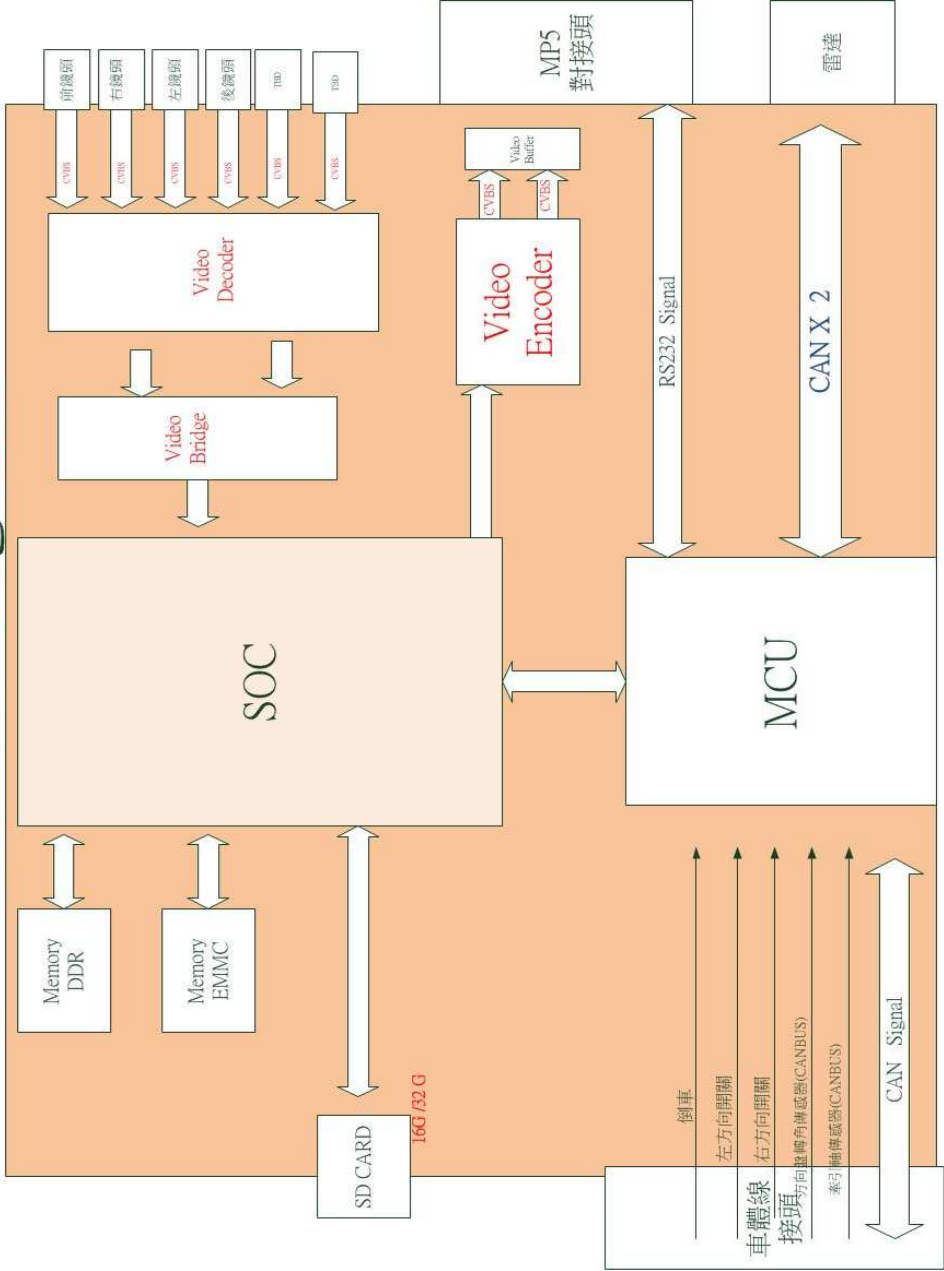 前鏡頭
右鏡頭
左鏡頭
後鏡頭
TBD
TBD
CVBS
CVBS
CVBS
CVBS
CVBS
CVBS
Video
Decoder
Video
Bridge
SOC
Memory
DDR
Memory
EMMC
SD CARD
16G /32 G
MP5
對接頭
Video
Buffer
CVBS
CVBS
Video
Encoder
RS232 Signal
雷達
CAN X 2
MCU
倒車
左方向開關
右方向開關
方向盤轉角傳感器(CANBUS)
牽引軸傳感器(CANBUS)
CAN Signal
車體線
接頭